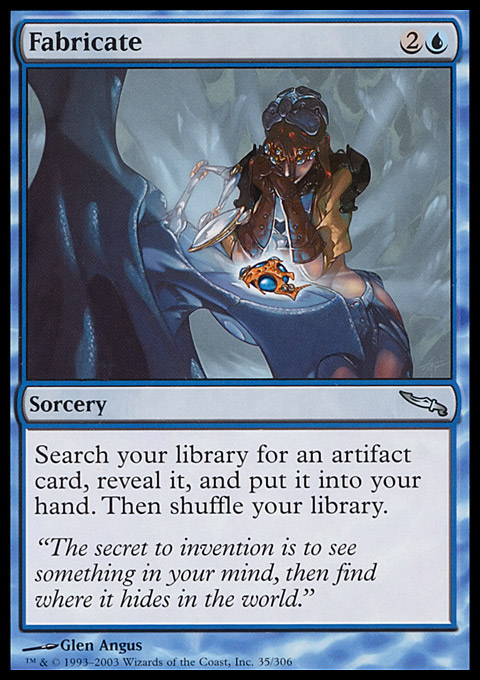 Fabricate 2
Sorcery
Search your library for an artifact
card, reveal it, and put it into your
hand. Then shuffle your library.
“The secret to invention is to see
something in your mind, then find
where it hides in the world.”
Glen Angus
™ & © 1993–2003 Wizards of the Coast, Inc. 35/306